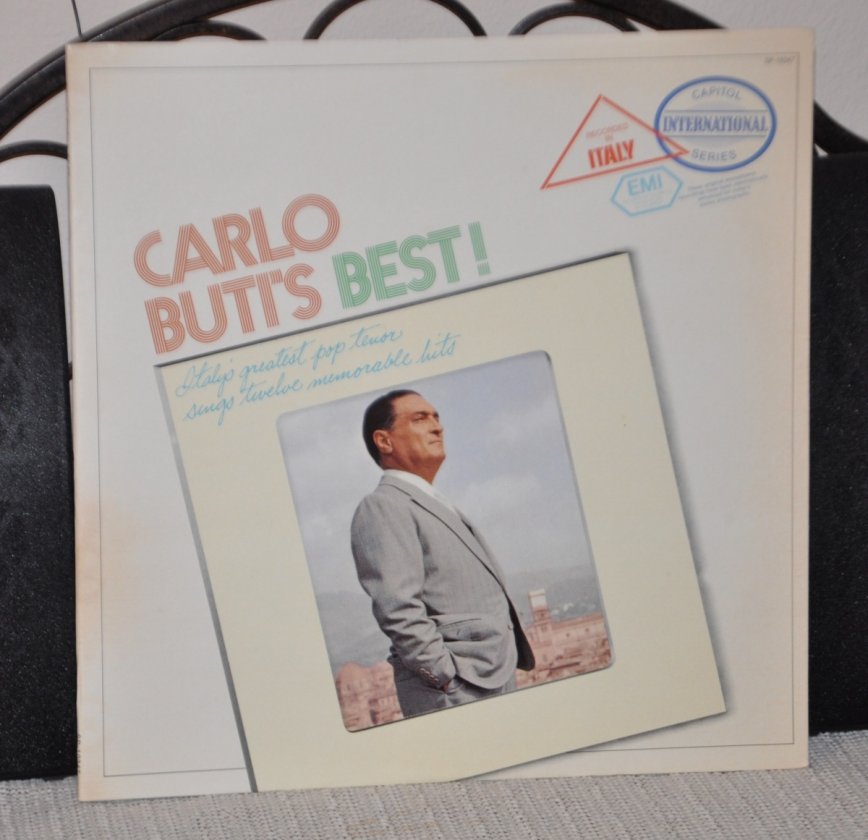 CAPITOL
INTERNATIONAL
SERIES
RECORDED
IN
ITALY
EMI
CARLO
BUTI'S BEST!
Italy's greatest pop tenor
sings twelve memorable hits